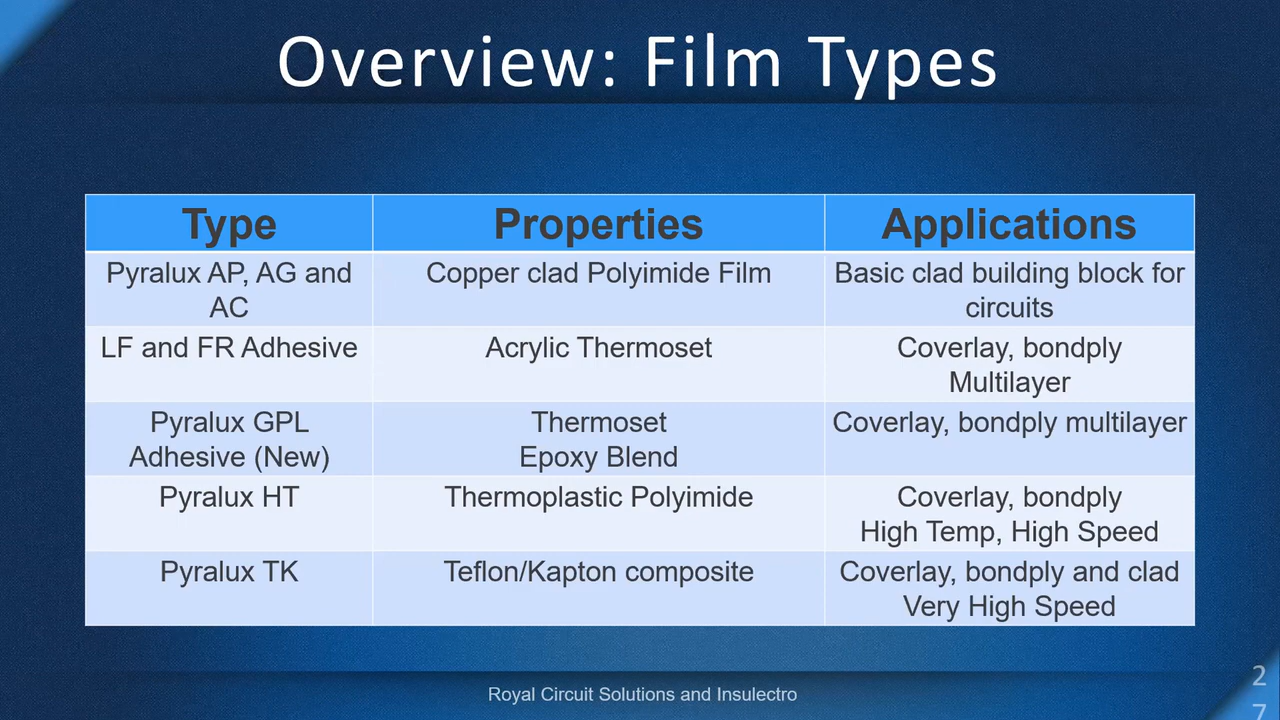 Overview: Film Types
Type Properties Applications
Pyralux AP, AG and
AC
Copper clad Polyimide Film
Basic clad building block for
circuits
LF and FR Adhesive
Acrylic Thermoset
Coverlay, bondply
Multilayer
Pyralux GPL
Adhesive (New)
Thermoset
Epoxy Blend
Coverlay, bondply multilayer
Pyralux HT
Thermoplastic Polyimide
Coverlay, bondply
High Temp, High Speed
Pyralux TK
Teflon/Kapton composite
Coverlay, bondply and clad
Very High Speed
Royal Circuit Solutions and Insulectro
2
7